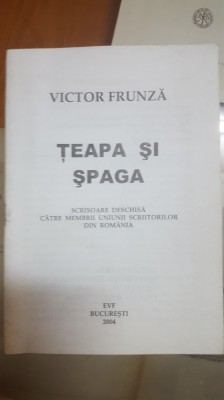 VICTOR FRUNZĂ
ȚEAPA ȘI
ȘPAGA
SCRISOARE DESCHISĂ
CĂTRE MEMBRII UNIUNII SCRIITORILOR
DIN ROMÂNIA
EVF
BUCUREȘTI
2004